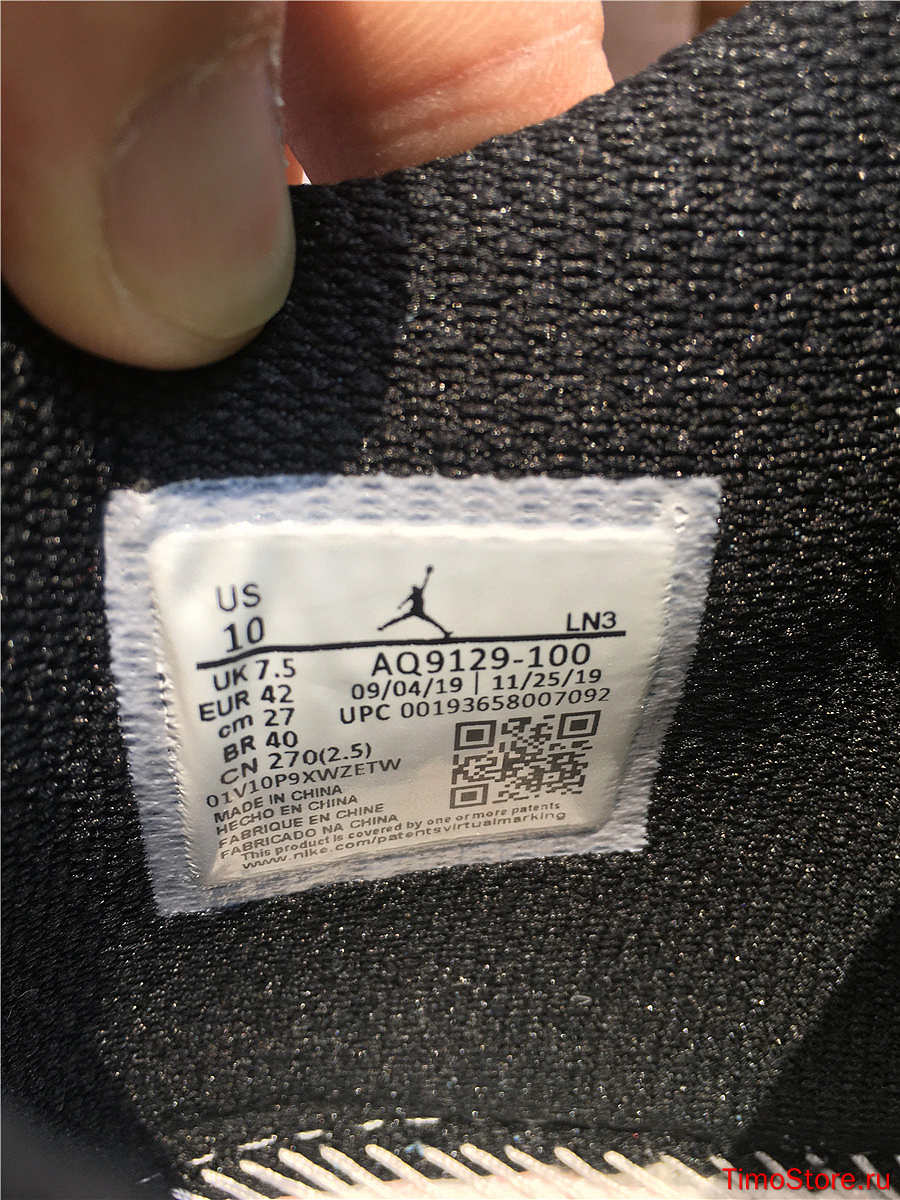 US
10
LN3
UK 7.5
EUR 42
cm 27
BR 40
CN 270(2.5)
AQ9129-100
09/04/19 | 11/25/19
UPC 00193658007092
01V10P9XWZETW
MADE IN CHINA
HECHO EN CHINA
FABRIQUE EN CHINE
FABRICADO NA CHINA
This product is covered by one or more patents
www.nike.com/patentsvirtualmarking
TimoStore.ru